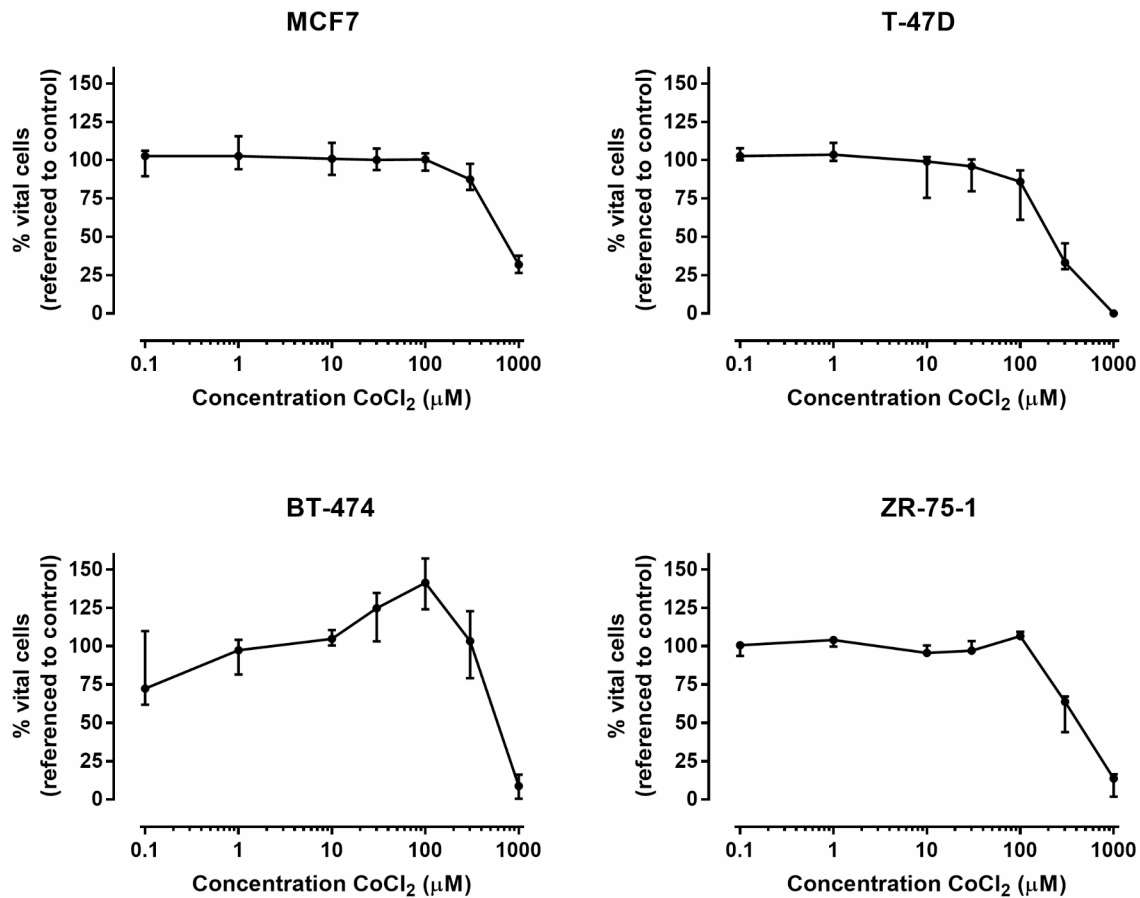 MCF7
% vital cells
(referenced to control)
150
125
100
75
50
25
0
0.1 1 10 100 1000
Concentration CoCl₂ (μM)
T-47D
% vital cells
(referenced to control)
150
125
100
75
50
25
0
0.1 1 10 100 1000
Concentration CoCl₂ (μM)
BT-474
% vital cells
(referenced to control)
150
125
100
75
50
25
0
0.1 1 10 100 1000
Concentration CoCl₂ (μM)
ZR-75-1
% vital cells
(referenced to control)
150
125
100
75
50
25
0
0.1 1 10 100 1000
Concentration CoCl₂ (μM)